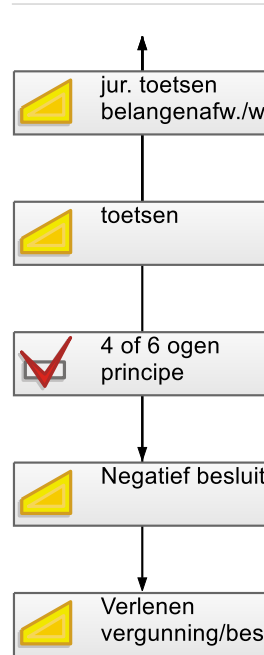 jur. toetsen
belangenafw./w
toetsen
4 of 6 ogen
principe
Negatief besluit
Verlenen
vergunning/bes